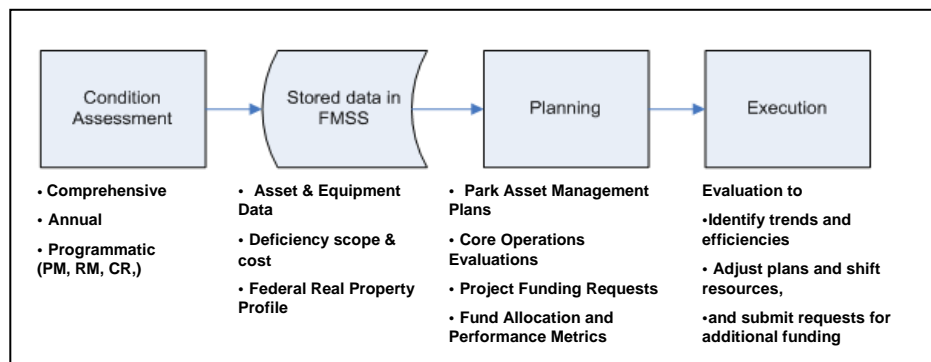 Condition
Assessment
Stored data in
FMSS
Planning
Execution
• Comprehensive
• Annual
• Programmatic
(PM, RM, CR,)
• Asset & Equipment
Data
• Deficiency scope &
cost
• Federal Real Property
Profile
• Park Asset Management
Plans
• Core Operations
Evaluations
• Project Funding Requests
• Fund Allocation and
Performance Metrics
Evaluation to
•Identify trends and
efficiencies
• Adjust plans and shift
resources,
•and submit requests for
additional funding